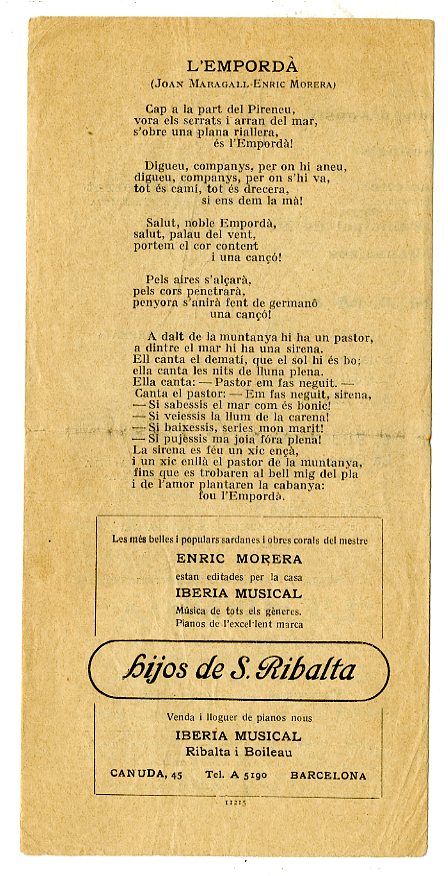 L'EMPORDÀ
(JOAN MARAGALL-ENRIC MORERA)
Cap a la part del Pireneu,
vora els serrats i arran del mar,
s'obre una plana riallera,
és l'Empordà!
Digueu, companys, per on hi aneu,
digueu, companys, per on s'hi va,
tot és camí, tot és drecera,
si ens dem la mà!
Salut, noble Empordà,
salut, palau del vent,
portem el cor content
i una cançó!
Pels aires s'alçarà,
pels cors penetrarà,
penyora s'anirà fent de germanó
una cançó!
A dalt de la muntanya hi ha un pastor,
a dintre el mar hi ha una sirena.
Ell canta el dematí, que el sol hi és bo;
ella canta les nits de lluna plena.
Ella canta: — Pastor em fas neguit. —
Canta el pastor: — Em fas neguit, sirena,
— Si sabessis el mar com és bonic!
— Si veiessis la llum de la carena!
— Si baixessis, series mon marit!
— Si pujessis ma joia fóra plena!
La sirena es féu un xic ençà,
i un xic enllà el pastor de la muntanya,
fins que es trobaren al bell mig del pla
i de l'amor plantaren la cabanya:
fou l'Empordà.
Les més belles i populars sardanes i obres corals del mestre
ENRIC MORERA
estan editades per la casa
IBERIA MUSICAL
Música de tots els gèneres.
Pianos de l'excel·lent marca
Hijos de S. Ribalta
Venda i lloguer de pianos nous
IBERÍA MUSICAL
Ribalta i Boileau
CANUDA, 45 Tel. A 5190 BARCELONA
11215